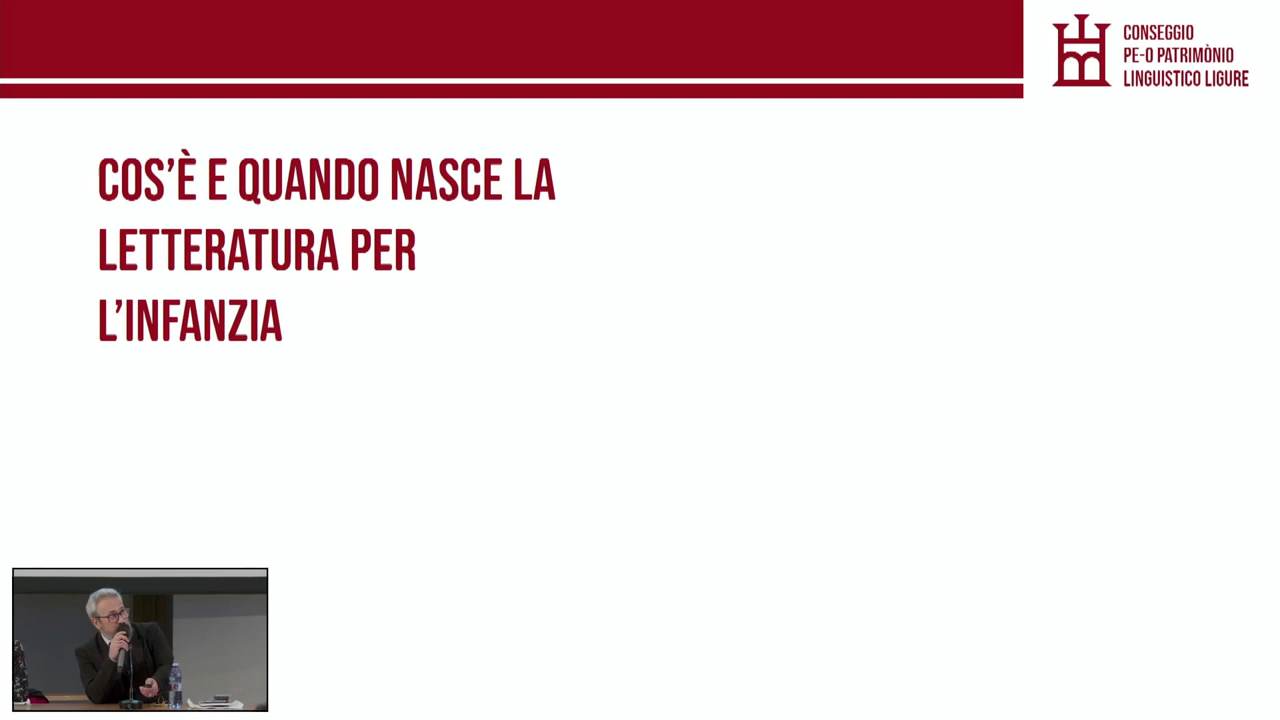 CONSEGGIO
PE-O PATRIMÒNIO
LINGUISTICO LIGURE
COS'È E QUANDO NASCE LA
LETTERATURA PER
L'INFANZIA